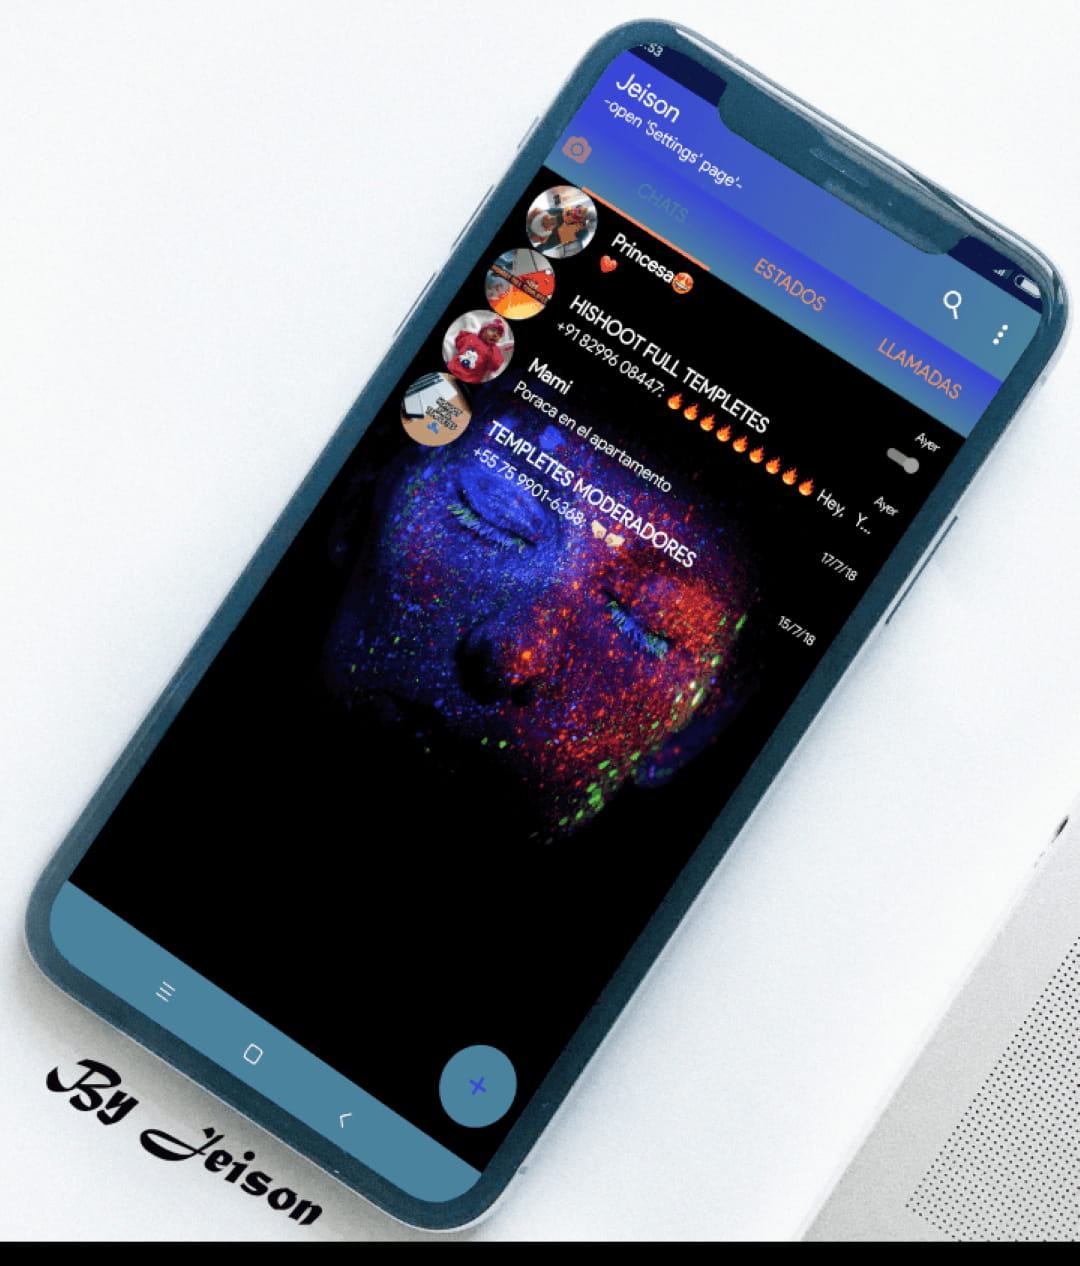 :53
Jeison
-open 'Settings' page'-
CHATS
ESTADOS
LLAMADAS
Princesa🤩
❤️
Ayer
HISHOOT FULL TEMPLETES
+91 82996 08447: 🔥🔥🔥🔥🔥🔥🔥🔥🔥 Hey, Y...
Ayer
Mami
Poraca en el apartamento
17/7/18
TEMPLETES MODERADORES
+55 75 9901-6368: 👊🏻👊🏻
15/7/18
By Jeison